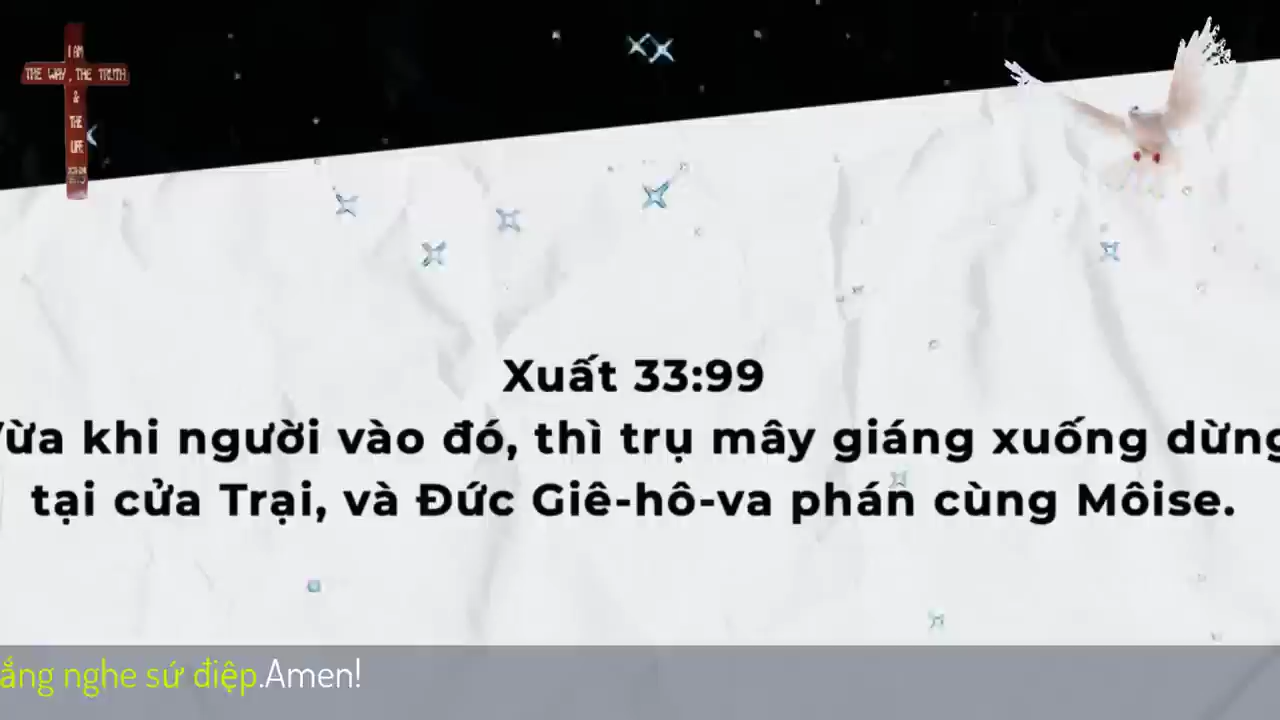 I AM
THE WAY, THE TRUTH
&
THE
LIFE
Xuất 33:99
Vừa khi người vào đó, thì trụ mây giáng xuống dừng
tại cửa Trại, và Đức Giê-hô-va phán cùng Môise.
ắng nghe sứ điệp.Amen!